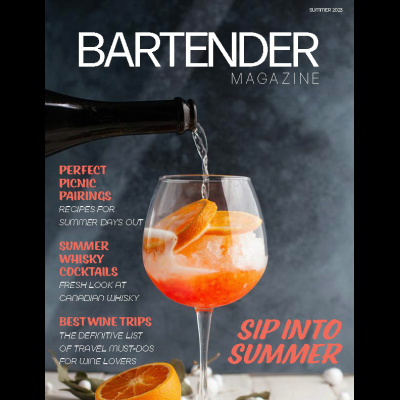 SUMMER 2023
BARTENDER
MAGAZINE
PERFECT
PICNIC
PAIRINGS
RECIPES FOR
SUMMER DAYS OUT
SUMMER
WHISKY
COCKTAILS
FRESH LOOK AT
CANADIAN WHISKY
BEST WINE TRIPS
THE DEFINITIVE LIST
OF TRAVEL MUST-DOS
FOR WINE LOVERS
SIP INTO
SUMMER